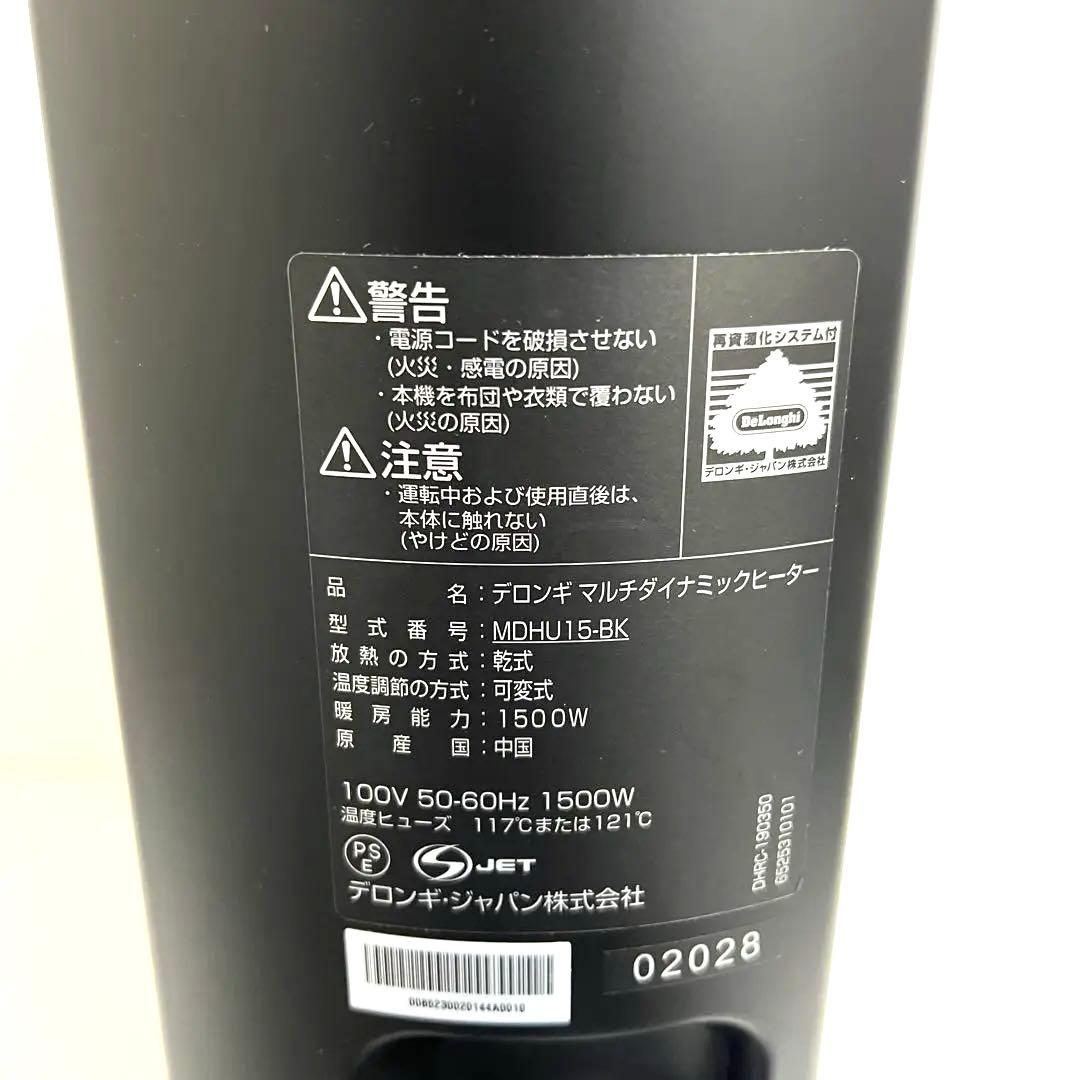 警告
・電源コードを破損させない
(火災・感電の原因)
・本機を布団や衣類で覆わない
(火災の原因)
注意
・運転中および使用直後は、
本体に触れない
(やけどの原因)
再資源化システム付
DeLonghi
デロンギ・ジャパン株式会社
品名：デロンギ マルチダイナミックヒーター
型式番号：MDHU15-BK
放熱の方式：乾式
温度調節の方式：可変式
暖房能力：1500W
原産国：中国
100V 50-60Hz 1500W
温度ヒューズ 117℃または121℃
PSE JET
デロンギ・ジャパン株式会社
DHRC-190350
6525310101
02028